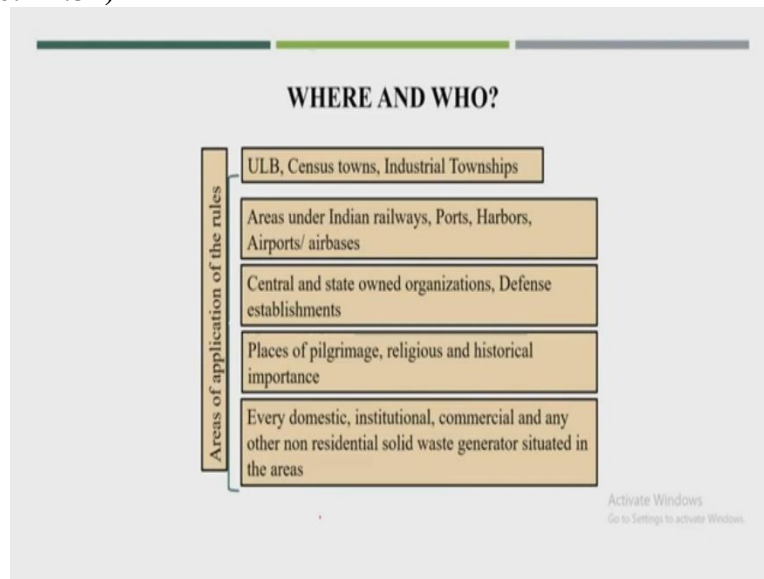 WHERE AND WHO?
Areas of application of the rules
ULB, Census towns, Industrial Townships
Areas under Indian railways, Ports, Harbors,
Airports/ airbases
Central and state owned organizations, Defense
establishments
Places of pilgrimage, religious and historical
importance
Every domestic, institutional, commercial and any
other non residential solid waste generator situated in
the areas
Activate Windows
Go to Settings to activate Windows.